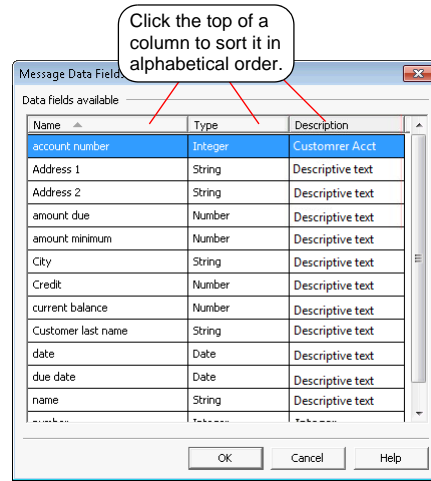 Click the top of a
column to sort it in
alphabetical order.
Message Data Fields
Data fields available
Name Type Description
account number Integer Customrer Acct
Address 1 String Descriptive text
Address 2 String Descriptive text
amount due Number Descriptive text
amount minimum Number Descriptive text
City String Descriptive text
Credit Number Descriptive text
current balance Number Descriptive text
Customer last name String Descriptive text
date Date Descriptive text
due date Date Descriptive text
name String Descriptive text
OK Cancel Help